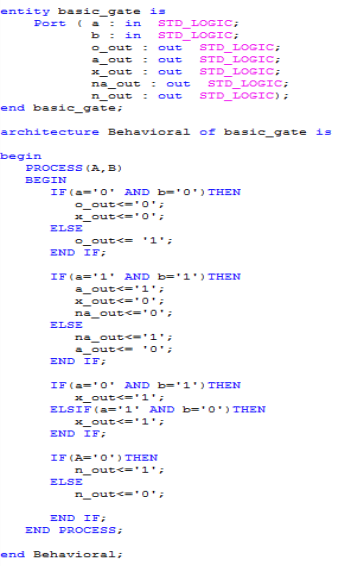 entity basic_gate is
Port ( a : in STD_LOGIC;
b : in STD_LOGIC;
o_out : out STD_LOGIC;
a_out : out STD_LOGIC;
x_out : out STD_LOGIC;
na_out : out STD_LOGIC;
n_out : out STD_LOGIC);
end basic_gate;
architecture Behavioral of basic_gate is
begin
PROCESS(A,B)
BEGIN
IF(a='0' AND b='0')THEN
o_out<='0';
x_out<='0';
ELSE
o_out<= '1';
END IF;
IF(a='1' AND b='1')THEN
a_out<='1';
x_out<='0';
na_out<='0';
ELSE
na_out<='1';
a_out<= '0';
END IF;
IF(a='0' AND b='1')THEN
x_out<='1';
ELSIF(a='1' AND b='0')THEN
x_out<='1';
END IF;
IF(A='0')THEN
n_out<='1';
ELSE
n_out<='0';
END IF;
END PROCESS;
end Behavioral;